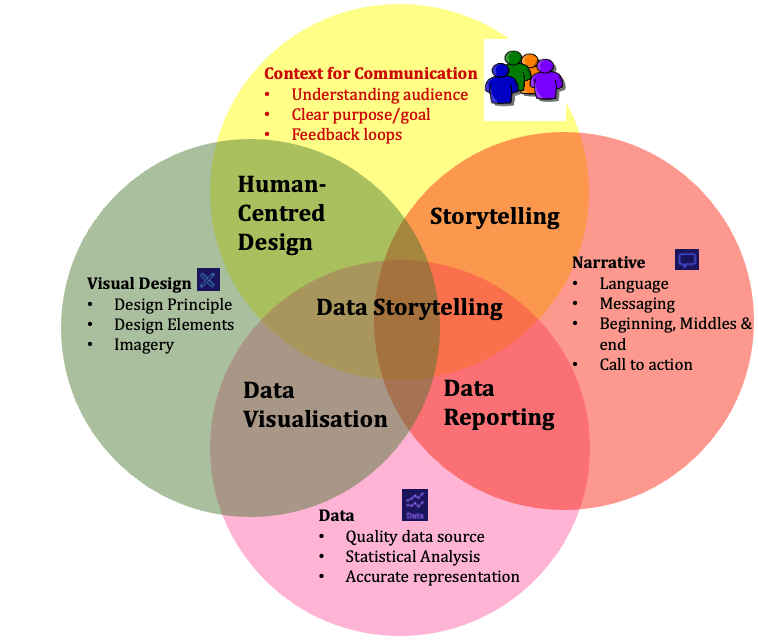 Context for Communication
• Understanding audience
• Clear purpose/goal
• Feedback loops
Human-
Centred
Design
Storytelling
Visual Design
• Design Principle
• Design Elements
• Imagery
Narrative
• Language
• Messaging
• Beginning, Middles &
end
• Call to action
Data Storytelling
Data
Visualisation
Data
Reporting
Data
Data
• Quality data source
• Statistical Analysis
• Accurate representation